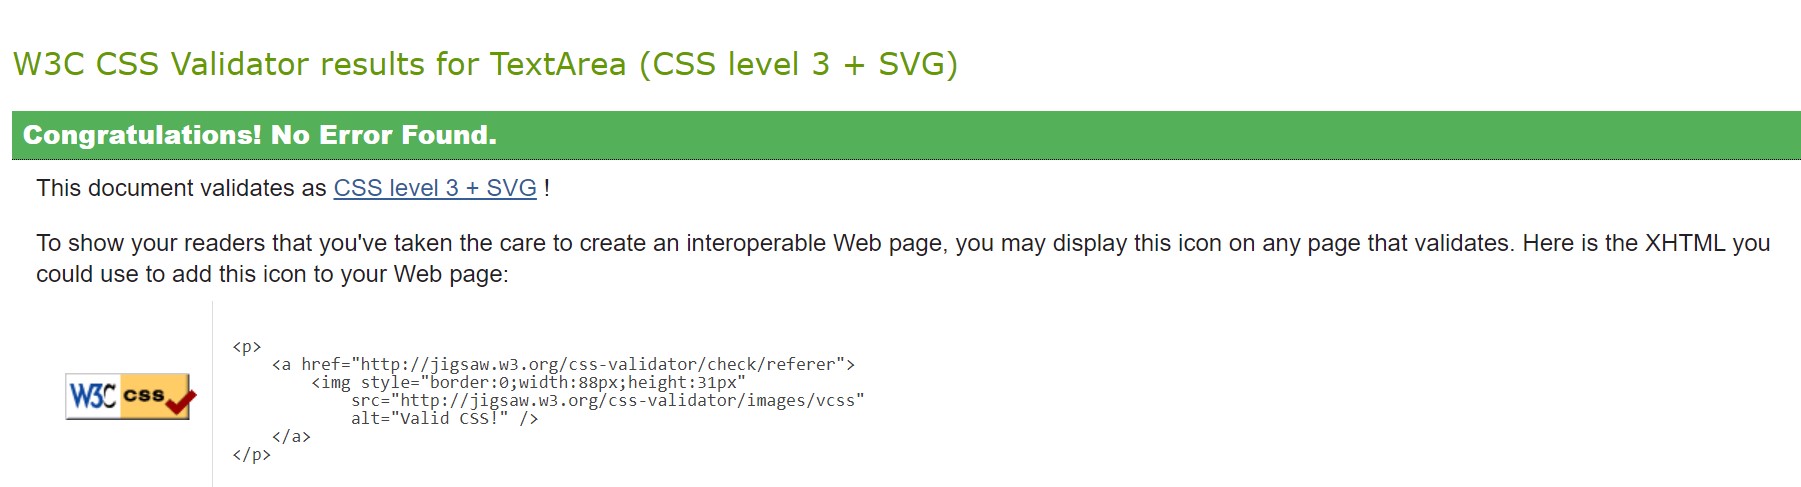 W3C CSS Validator results for TextArea (CSS level 3 + SVG)
Congratulations! No Error Found.
This document validates as CSS level 3 + SVG !
To show your readers that you've taken the care to create an interoperable Web page, you may display this icon on any page that validates. Here is the XHTML you
could use to add this icon to your Web page:
W3C css
<p>
    <a href="http://jigsaw.w3.org/css-validator/check/referer">
        <img style="border:0;width:88px;height:31px"
            src="http://jigsaw.w3.org/css-validator/images/vcss"
            alt="Valid CSS!" />
    </a>
</p>